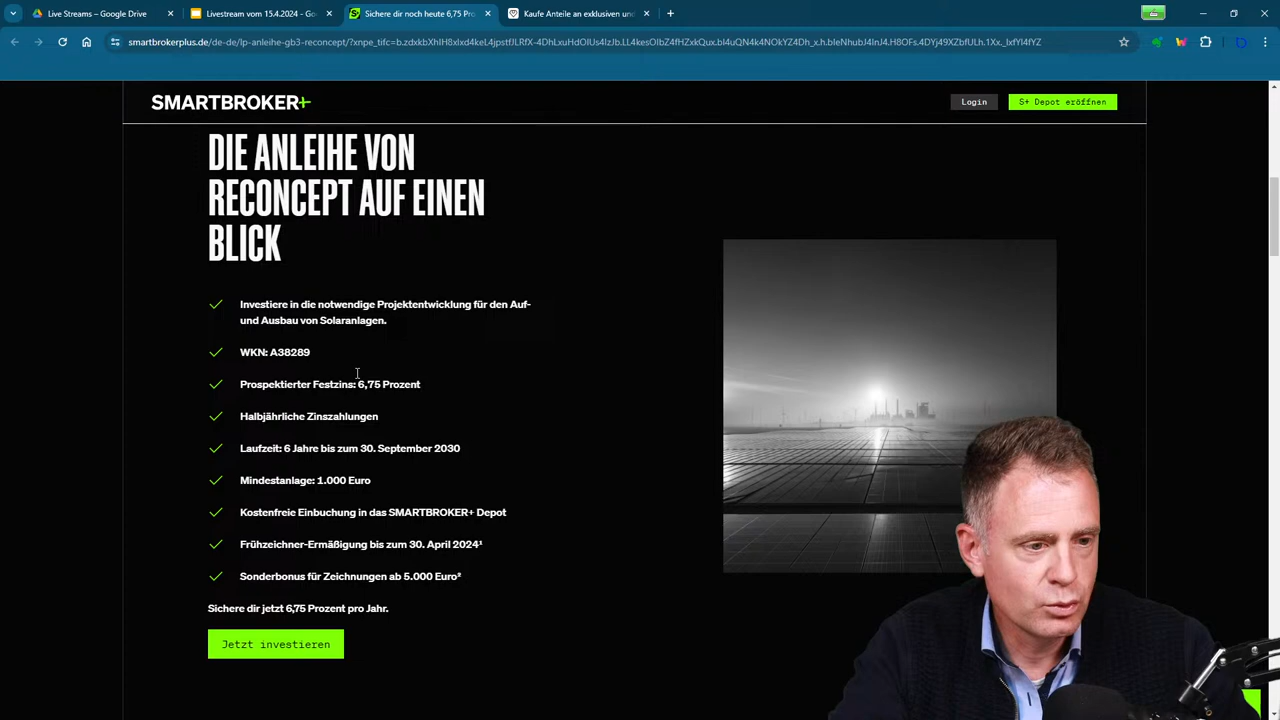 Live Streams – Google Drive
Livestream vom 15.4.2024 - Go
Sichere dir noch heute 6,75 Pro
Kaufe Anteile an exklusiven und
SMARTBROKER+
Login
S+ Depot eröffnen
DIE ANLEIHE VON
RECONCEPT AUF EINEN
BLICK
Investiere in die notwendige Projektentwicklung für den Auf-
und Ausbau von Solaranlagen.
WKN: A38289
Prospektierter Festzins: 6,75 Prozent
Halbjährliche Zinszahlungen
Laufzeit: 6 Jahre bis zum 30. September 2030
Mindestanlage: 1.000 Euro
Kostenfreie Einbuchung in das SMARTBROKER+ Depot
Frühzeichner-Ermäßigung bis zum 30. April 2024¹
Sonderbonus für Zeichnungen ab 5.000 Euro²
Sichere dir jetzt 6,75 Prozent pro Jahr.
Jetzt investieren